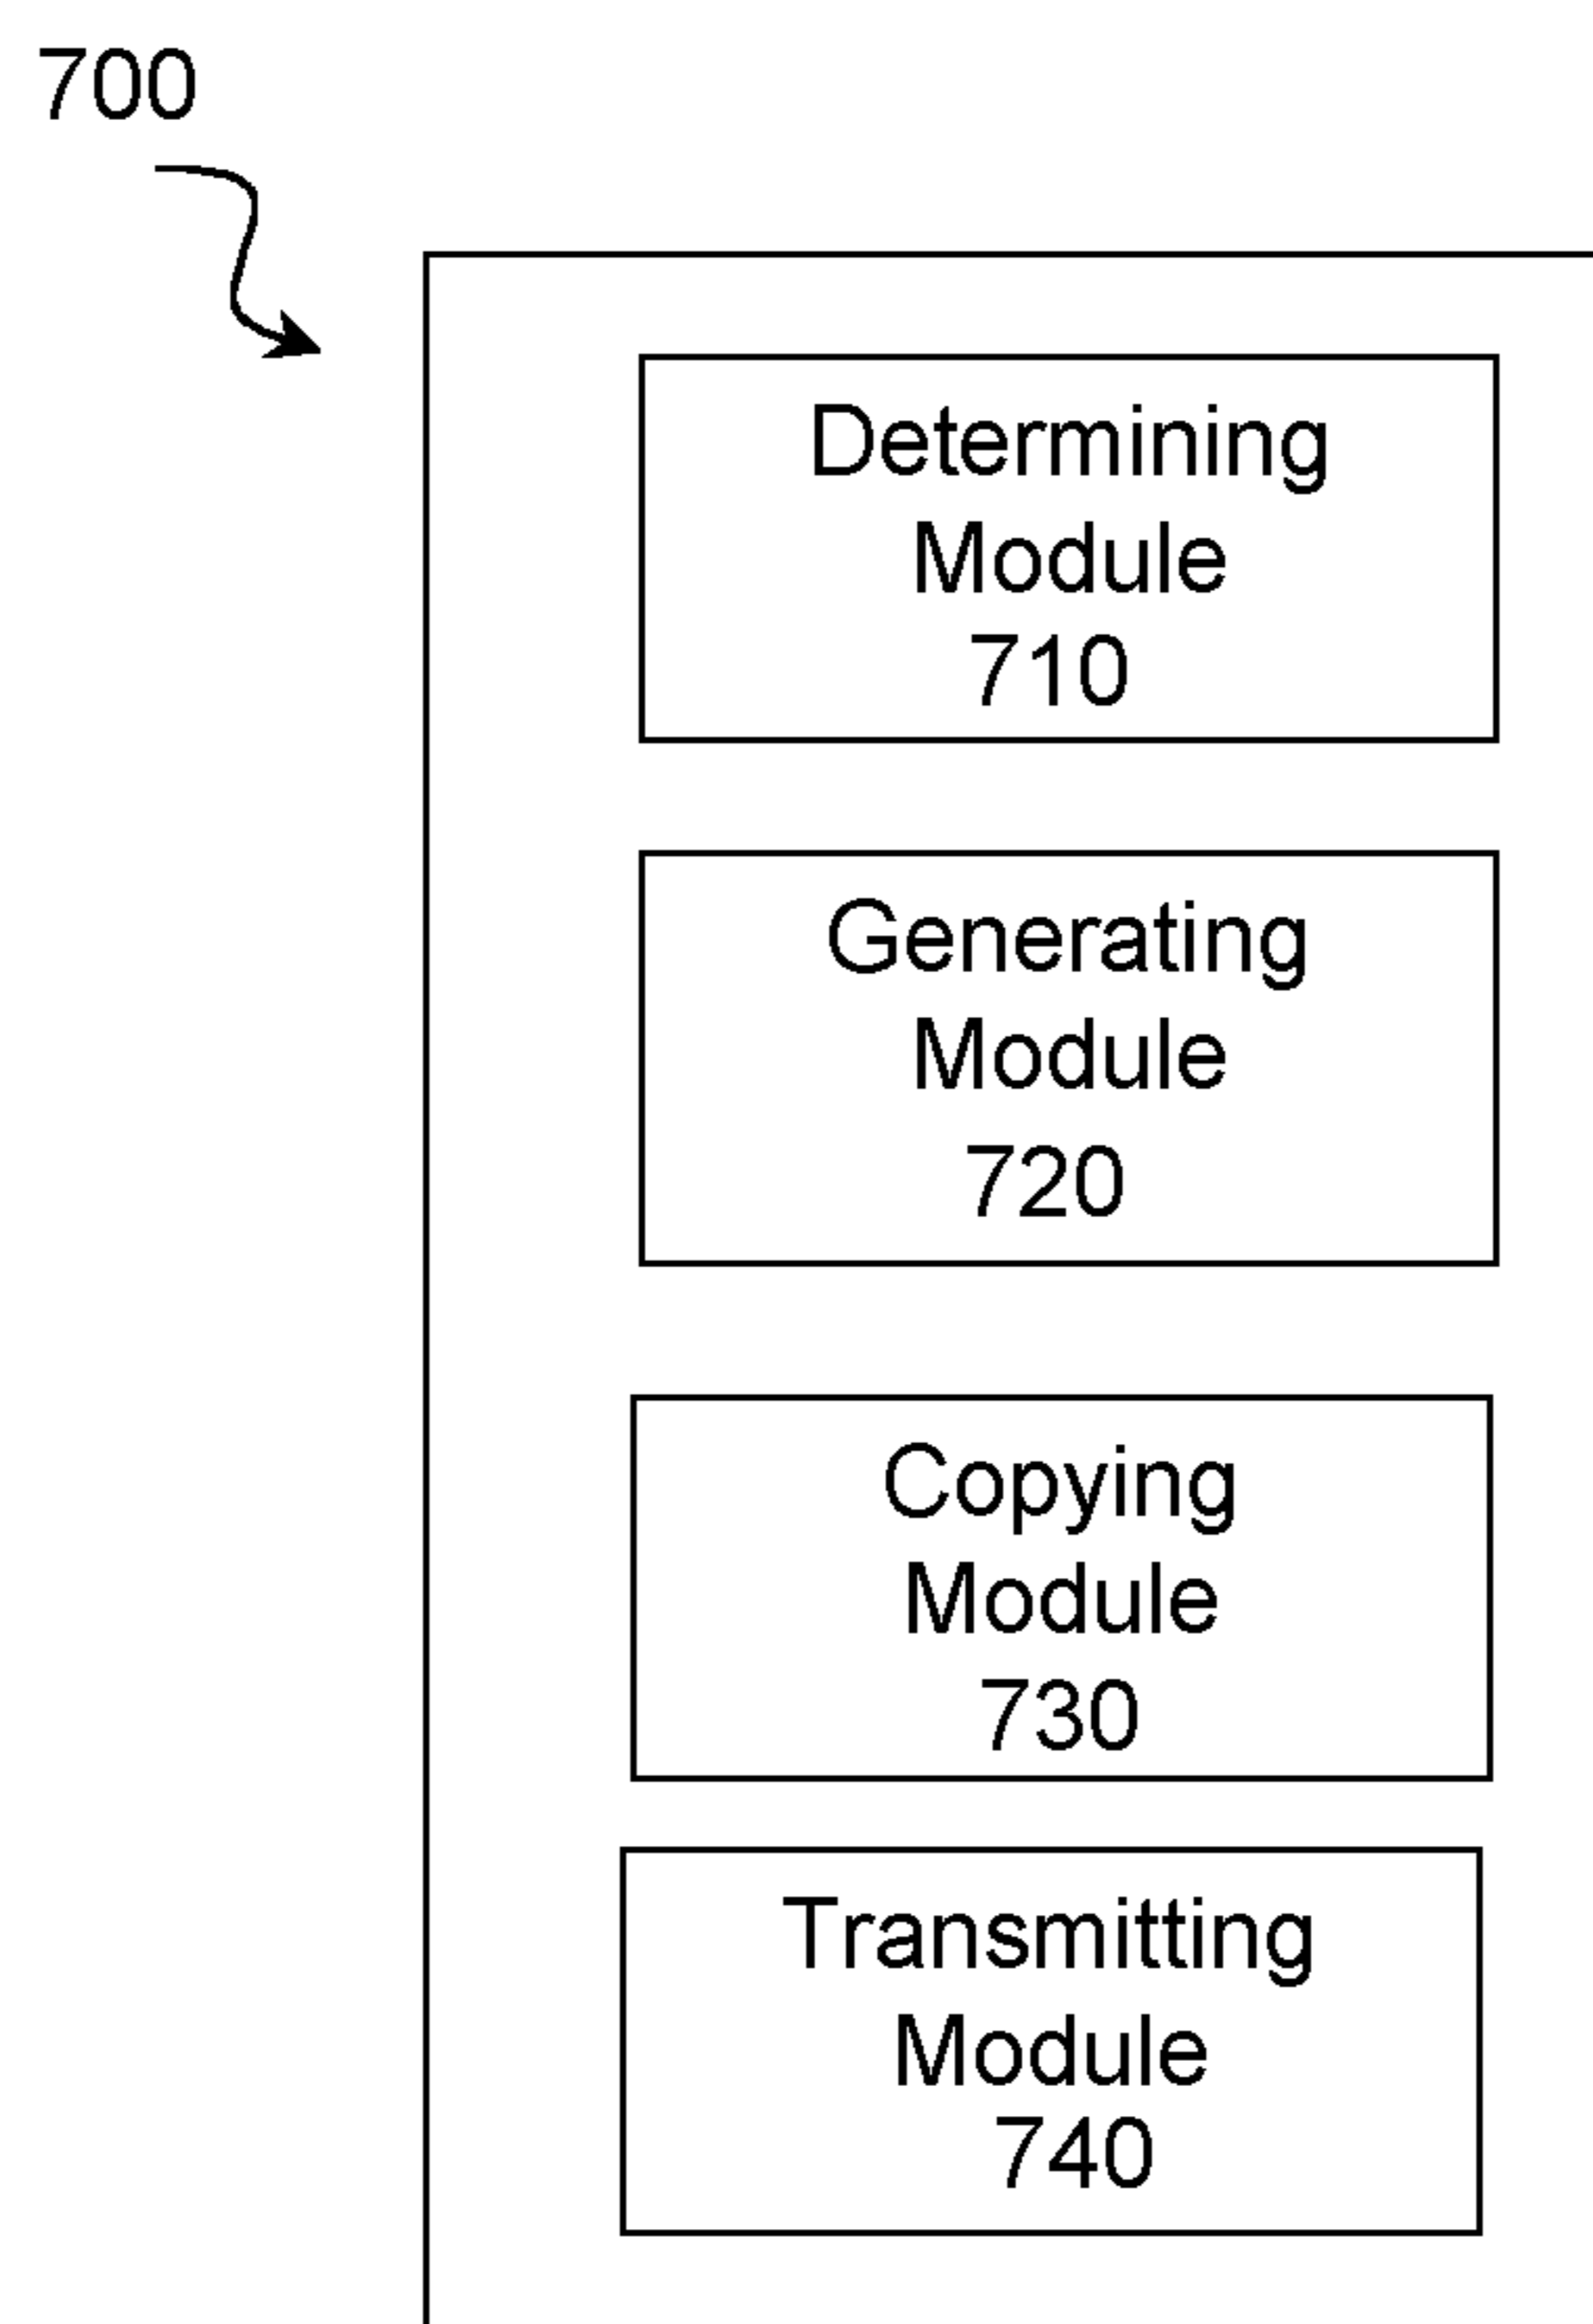 700
Determining
Module
710
Generating
Module
720
Copying
Module
730
Transmitting
Module
740